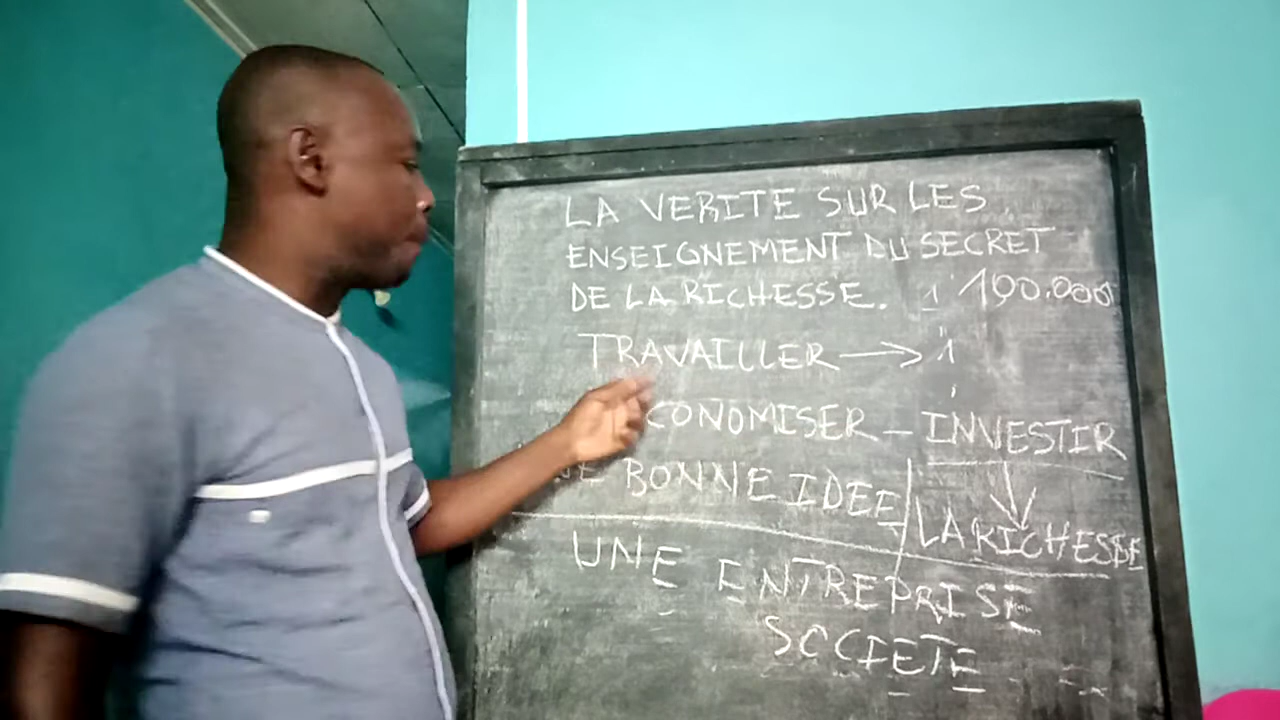 LA VERITE SUR LES
ENSEIGNEMENT DU SECRET
DE LA RICHESSE. 1 190.000
TRAVAILLER → 1
CONOMISER - INVESTIR
BONNE IDEE LA RICHESSE
UNE ENTREPRISE
SOCIETE